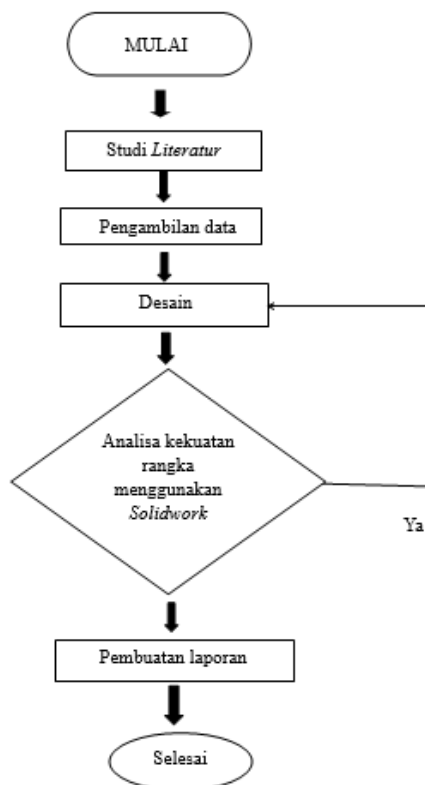 MULAI
Studi Literatur
Pengambilan data
Desain
Analisa kekuatan
rangka
menggunakan
Solidwork
Ya
Pembuatan laporan
Selesai